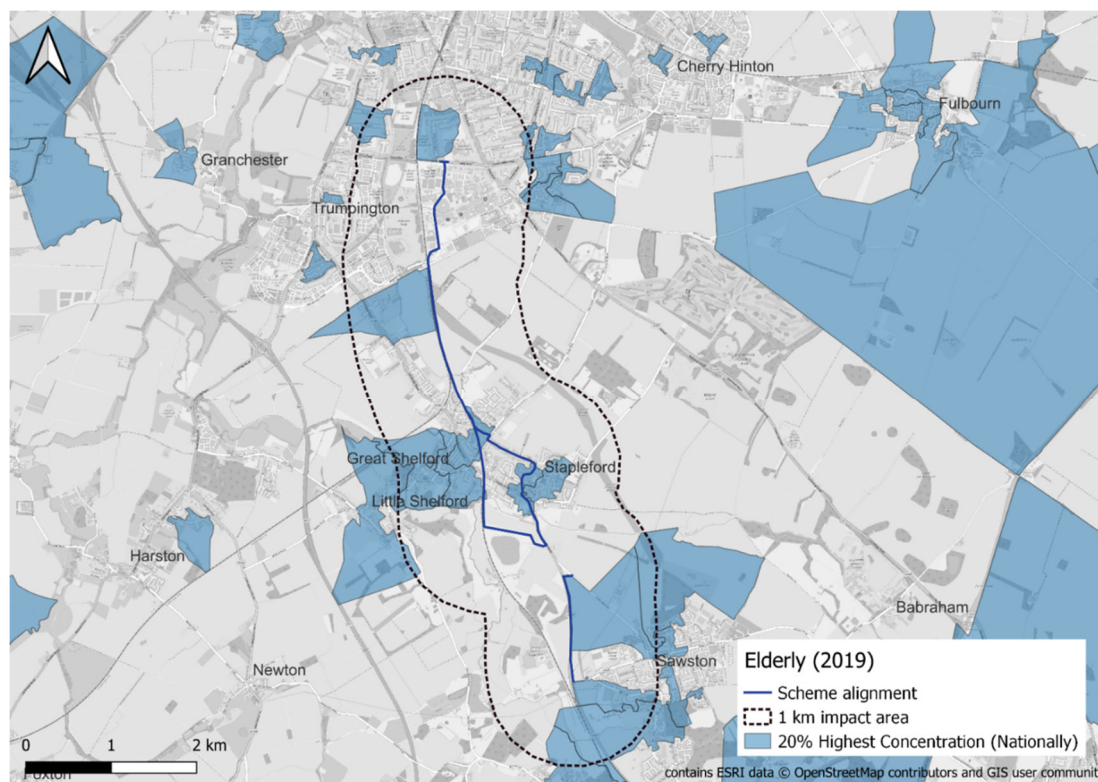 Cherry Hinton
Fulbourn
Granchester
Trumpington
Great Shelford
Stapleford
Little Shelford
Harston
Babraham
Sawston
Newton
Foxton
Elderly (2019)
Scheme alignment
1 km impact area
20% Highest Concentration (Nationally)
0 1 2 km
contains ESRI data © OpenStreetMap contributors and GIS user communit